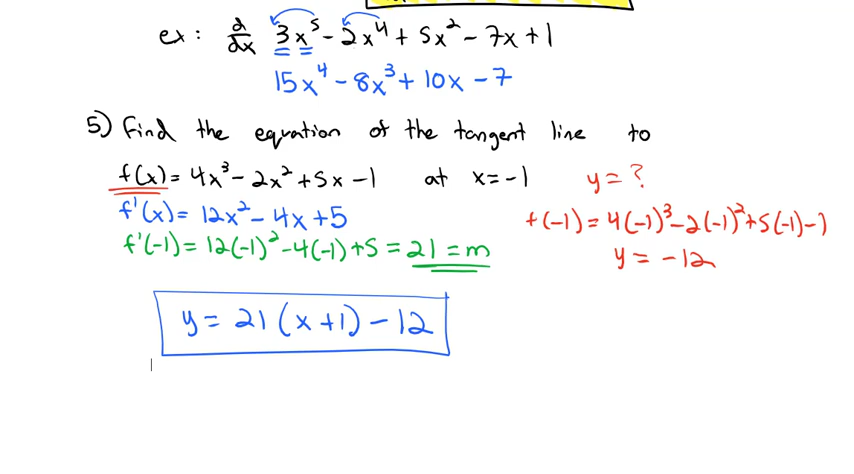 ex: d/dx 3x⁵ - 2x⁴ + 5x² - 7x + 1
15x⁴ - 8x³ + 10x - 7
5) Find the equation of the tangent line to
f(x) = 4x³ - 2x² + 5x - 1 at x = -1 y = ?
f'(x) = 12x² - 4x + 5
f(-1) = 4(-1)³ - 2(-1)² + 5(-1) - 1
f'(-1) = 12(-1)² - 4(-1) + 5 = 21 = m
y = -12
y = 21(x+1) - 12